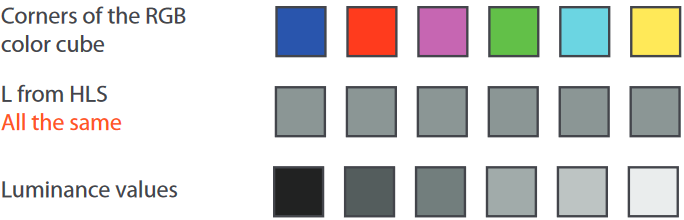 Corners of the RGB
color cube
L from HLS
All the same
Luminance values